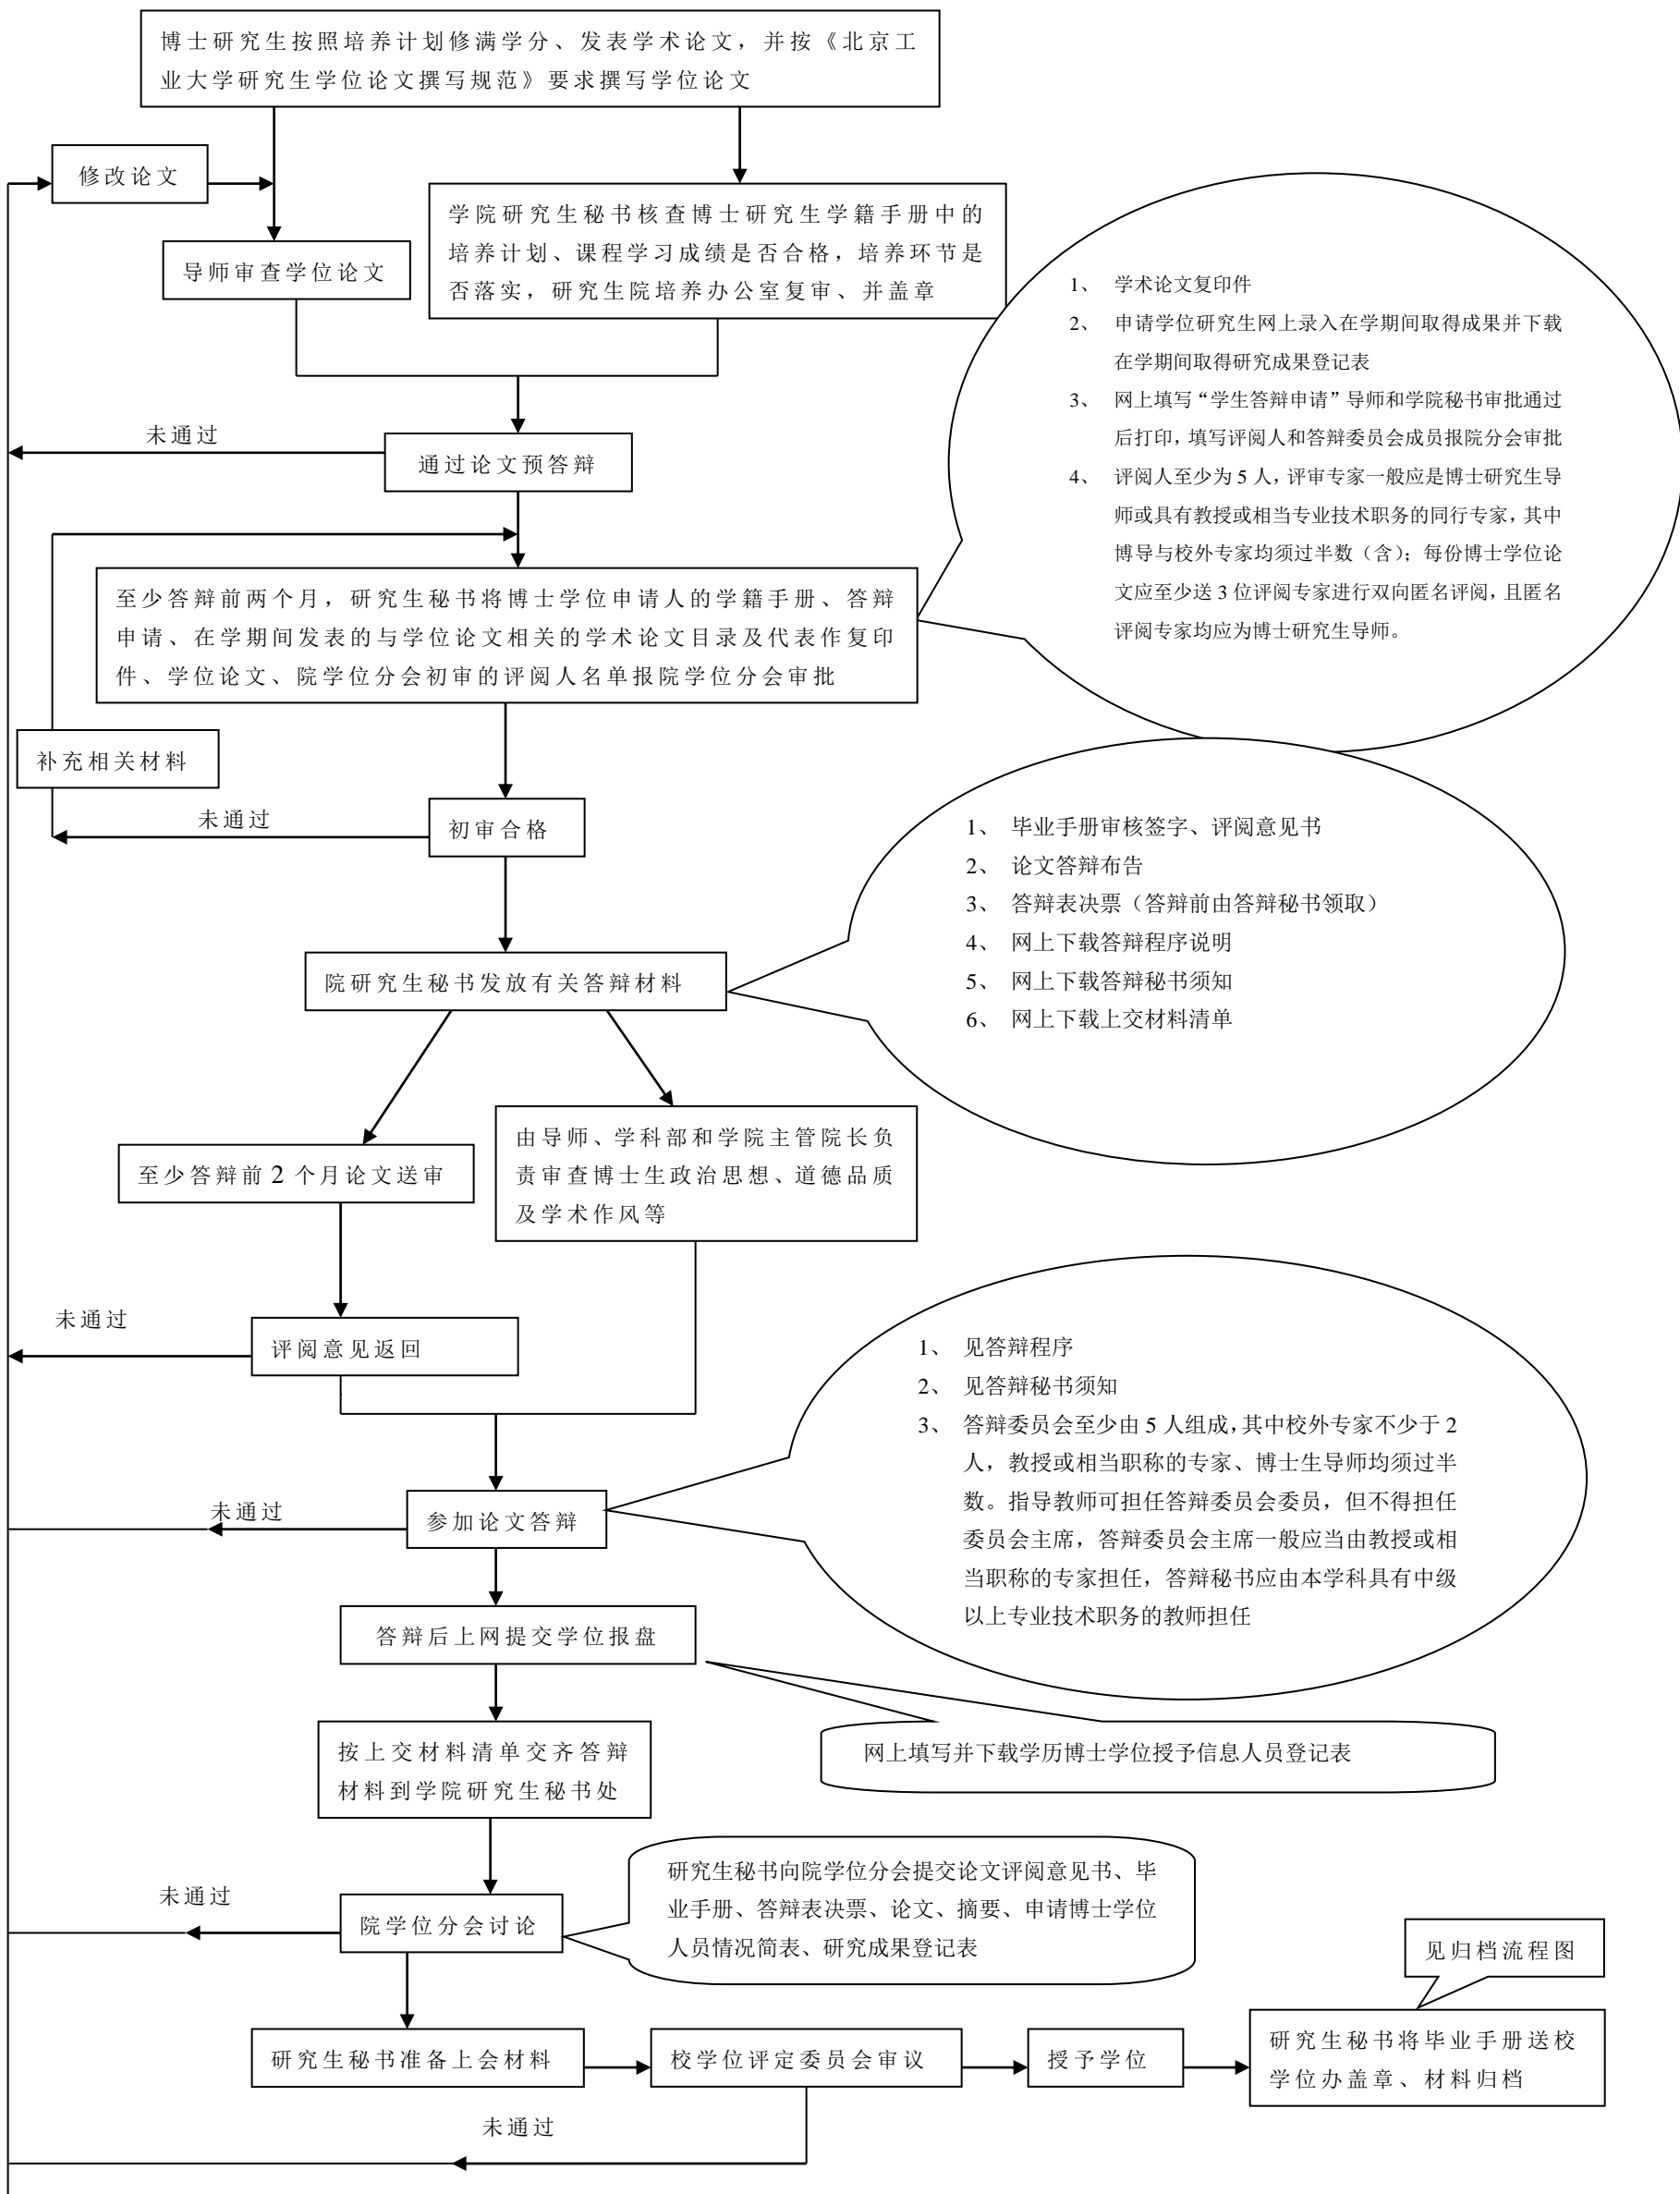 博士研究生按照培养计划修满学分、发表学术论文，并按《北京工
业大学研究生学位论文撰写规范》要求撰写学位论文
修改论文
导师审查学位论文
学院研究生秘书核查博士研究生学籍手册中的
培养计划、课程学习成绩是否合格，培养环节是
否落实，研究生院培养办公室复审、并盖章
1、 学术论文复印件
2、 申请学位研究生网上录入在学期间取得成果并下载
在学期间取得研究成果登记表
3、 网上填写“学生答辩申请”导师和学院秘书审批通过
后打印，填写评阅人和答辩委员会成员报院分会审批
4、 评阅人至少为 5 人，评审专家一般应是博士研究生导
师或具有教授或相当专业技术职务的同行专家，其中
博导与校外专家均须过半数（含）；每份博士学位论
文应至少送 3 位评阅专家进行双向匿名评阅，且匿名
评阅专家均应为博士研究生导师。
未通过
通过论文预答辩
至少答辩前两个月，研究生秘书将博士学位申请人的学籍手册、答辩
申请、在学期间发表的与学位论文相关的学术论文目录及代表作复印
件、学位论文、院学位分会初审的评阅人名单报院学位分会审批
补充相关材料
未通过
初审合格
1、 毕业手册审核签字、评阅意见书
2、 论文答辩布告
3、 答辩表决票（答辩前由答辩秘书领取）
4、 网上下载答辩程序说明
5、 网上下载答辩秘书须知
6、 网上下载上交材料清单
院研究生秘书发放有关答辩材料
至少答辩前 2 个月论文送审
由导师、学科部和学院主管院长负
责审查博士生政治思想、道德品质
及学术作风等
未通过
评阅意见返回
1、 见答辩程序
2、 见答辩秘书须知
3、 答辩委员会至少由 5 人组成，其中校外专家不少于 2
人，教授或相当职称的专家、博士生导师均须过半
数。指导教师可担任答辩委员会委员，但不得担任
委员会主席，答辩委员会主席一般应当由教授或相
当职称的专家担任，答辩秘书应由本学科具有中级
以上专业技术职务的教师担任
未通过
参加论文答辩
答辩后上网提交学位报盘
网上填写并下载学历博士学位授予信息人员登记表
按上交材料清单交齐答辩
材料到学院研究生秘书处
未通过
院学位分会讨论
研究生秘书向院学位分会提交论文评阅意见书、毕
业手册、答辩表决票、论文、摘要、申请博士学位
人员情况简表、研究成果登记表
见归档流程图
研究生秘书准备上会材料
校学位评定委员会审议
授予学位
研究生秘书将毕业手册送校
学位办盖章、材料归档
未通过